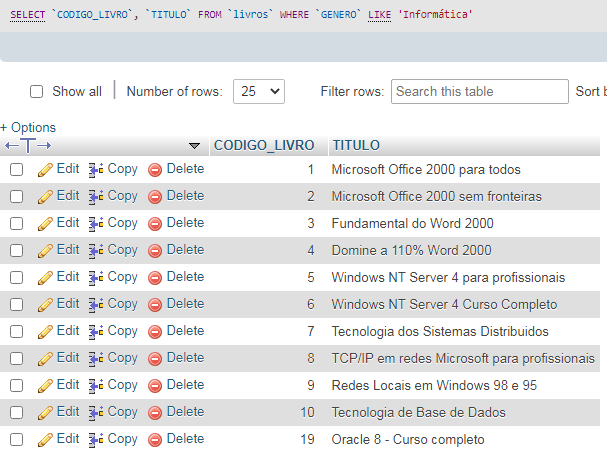 SELECT `CODIGO_LIVRO`, `TITULO` FROM `livros` WHERE `GENERO` LIKE 'Informática'
Show all | Number of rows: 25 Filter rows: Search this table Sort b
+ Options
←T→ CODIGO_LIVRO TITULO
Edit Copy Delete 1 Microsoft Office 2000 para todos
Edit Copy Delete 2 Microsoft Office 2000 sem fronteiras
Edit Copy Delete 3 Fundamental do Word 2000
Edit Copy Delete 4 Domine a 110% Word 2000
Edit Copy Delete 5 Windows NT Server 4 para profissionais
Edit Copy Delete 6 Windows NT Server 4 Curso Completo
Edit Copy Delete 7 Tecnologia dos Sistemas Distribuidos
Edit Copy Delete 8 TCP/IP em redes Microsoft para profissionais
Edit Copy Delete 9 Redes Locais em Windows 98 e 95
Edit Copy Delete 10 Tecnologia de Base de Dados
Edit Copy Delete 19 Oracle 8 - Curso completo